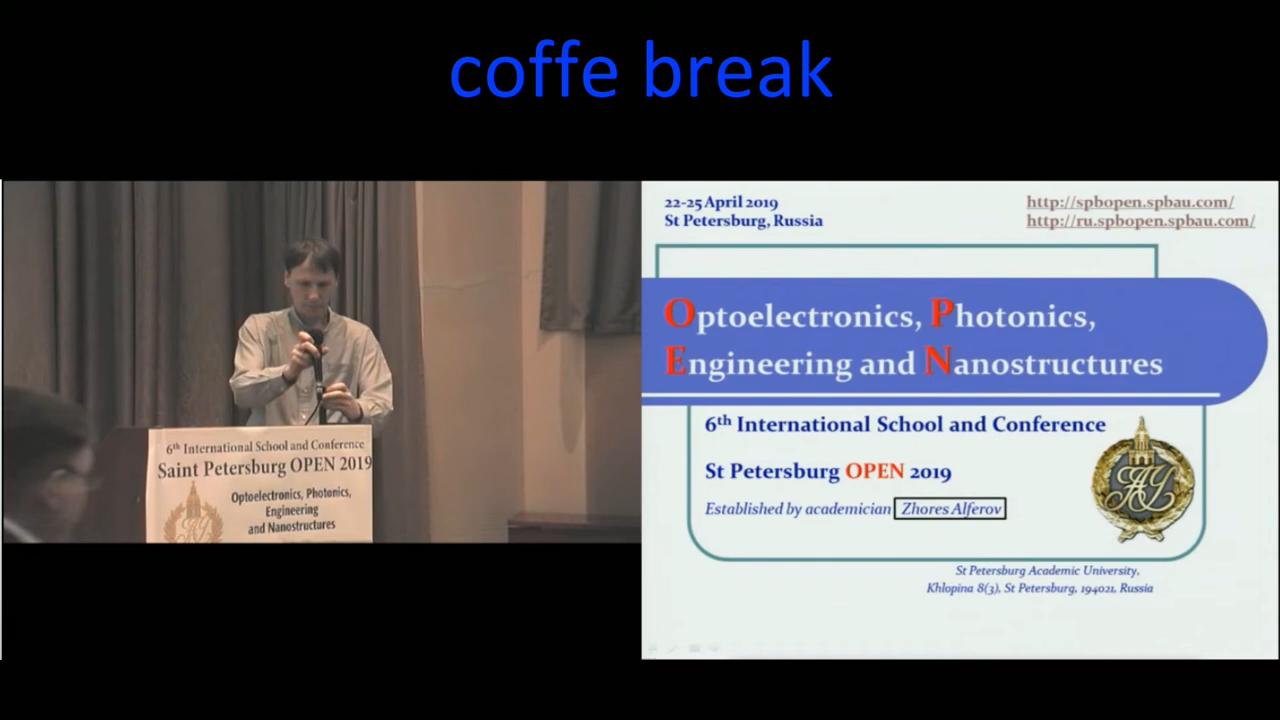 coffe break
6th International School and Conference
Saint Petersburg OPEN 2019
Optoelectronics, Photonics,
Engineering
and Nanostructures
22-25 April 2019
St Petersburg, Russia
http://spbopen.spbau.com/
http://ru.spbopen.spbau.com/
Optoelectronics, Photonics,
Engineering and Nanostructures
6th International School and Conference
St Petersburg OPEN 2019
Established by academician Zhores Alferov
St Petersburg Academic University,
Khlopina 8(3), St Petersburg, 194021, Russia